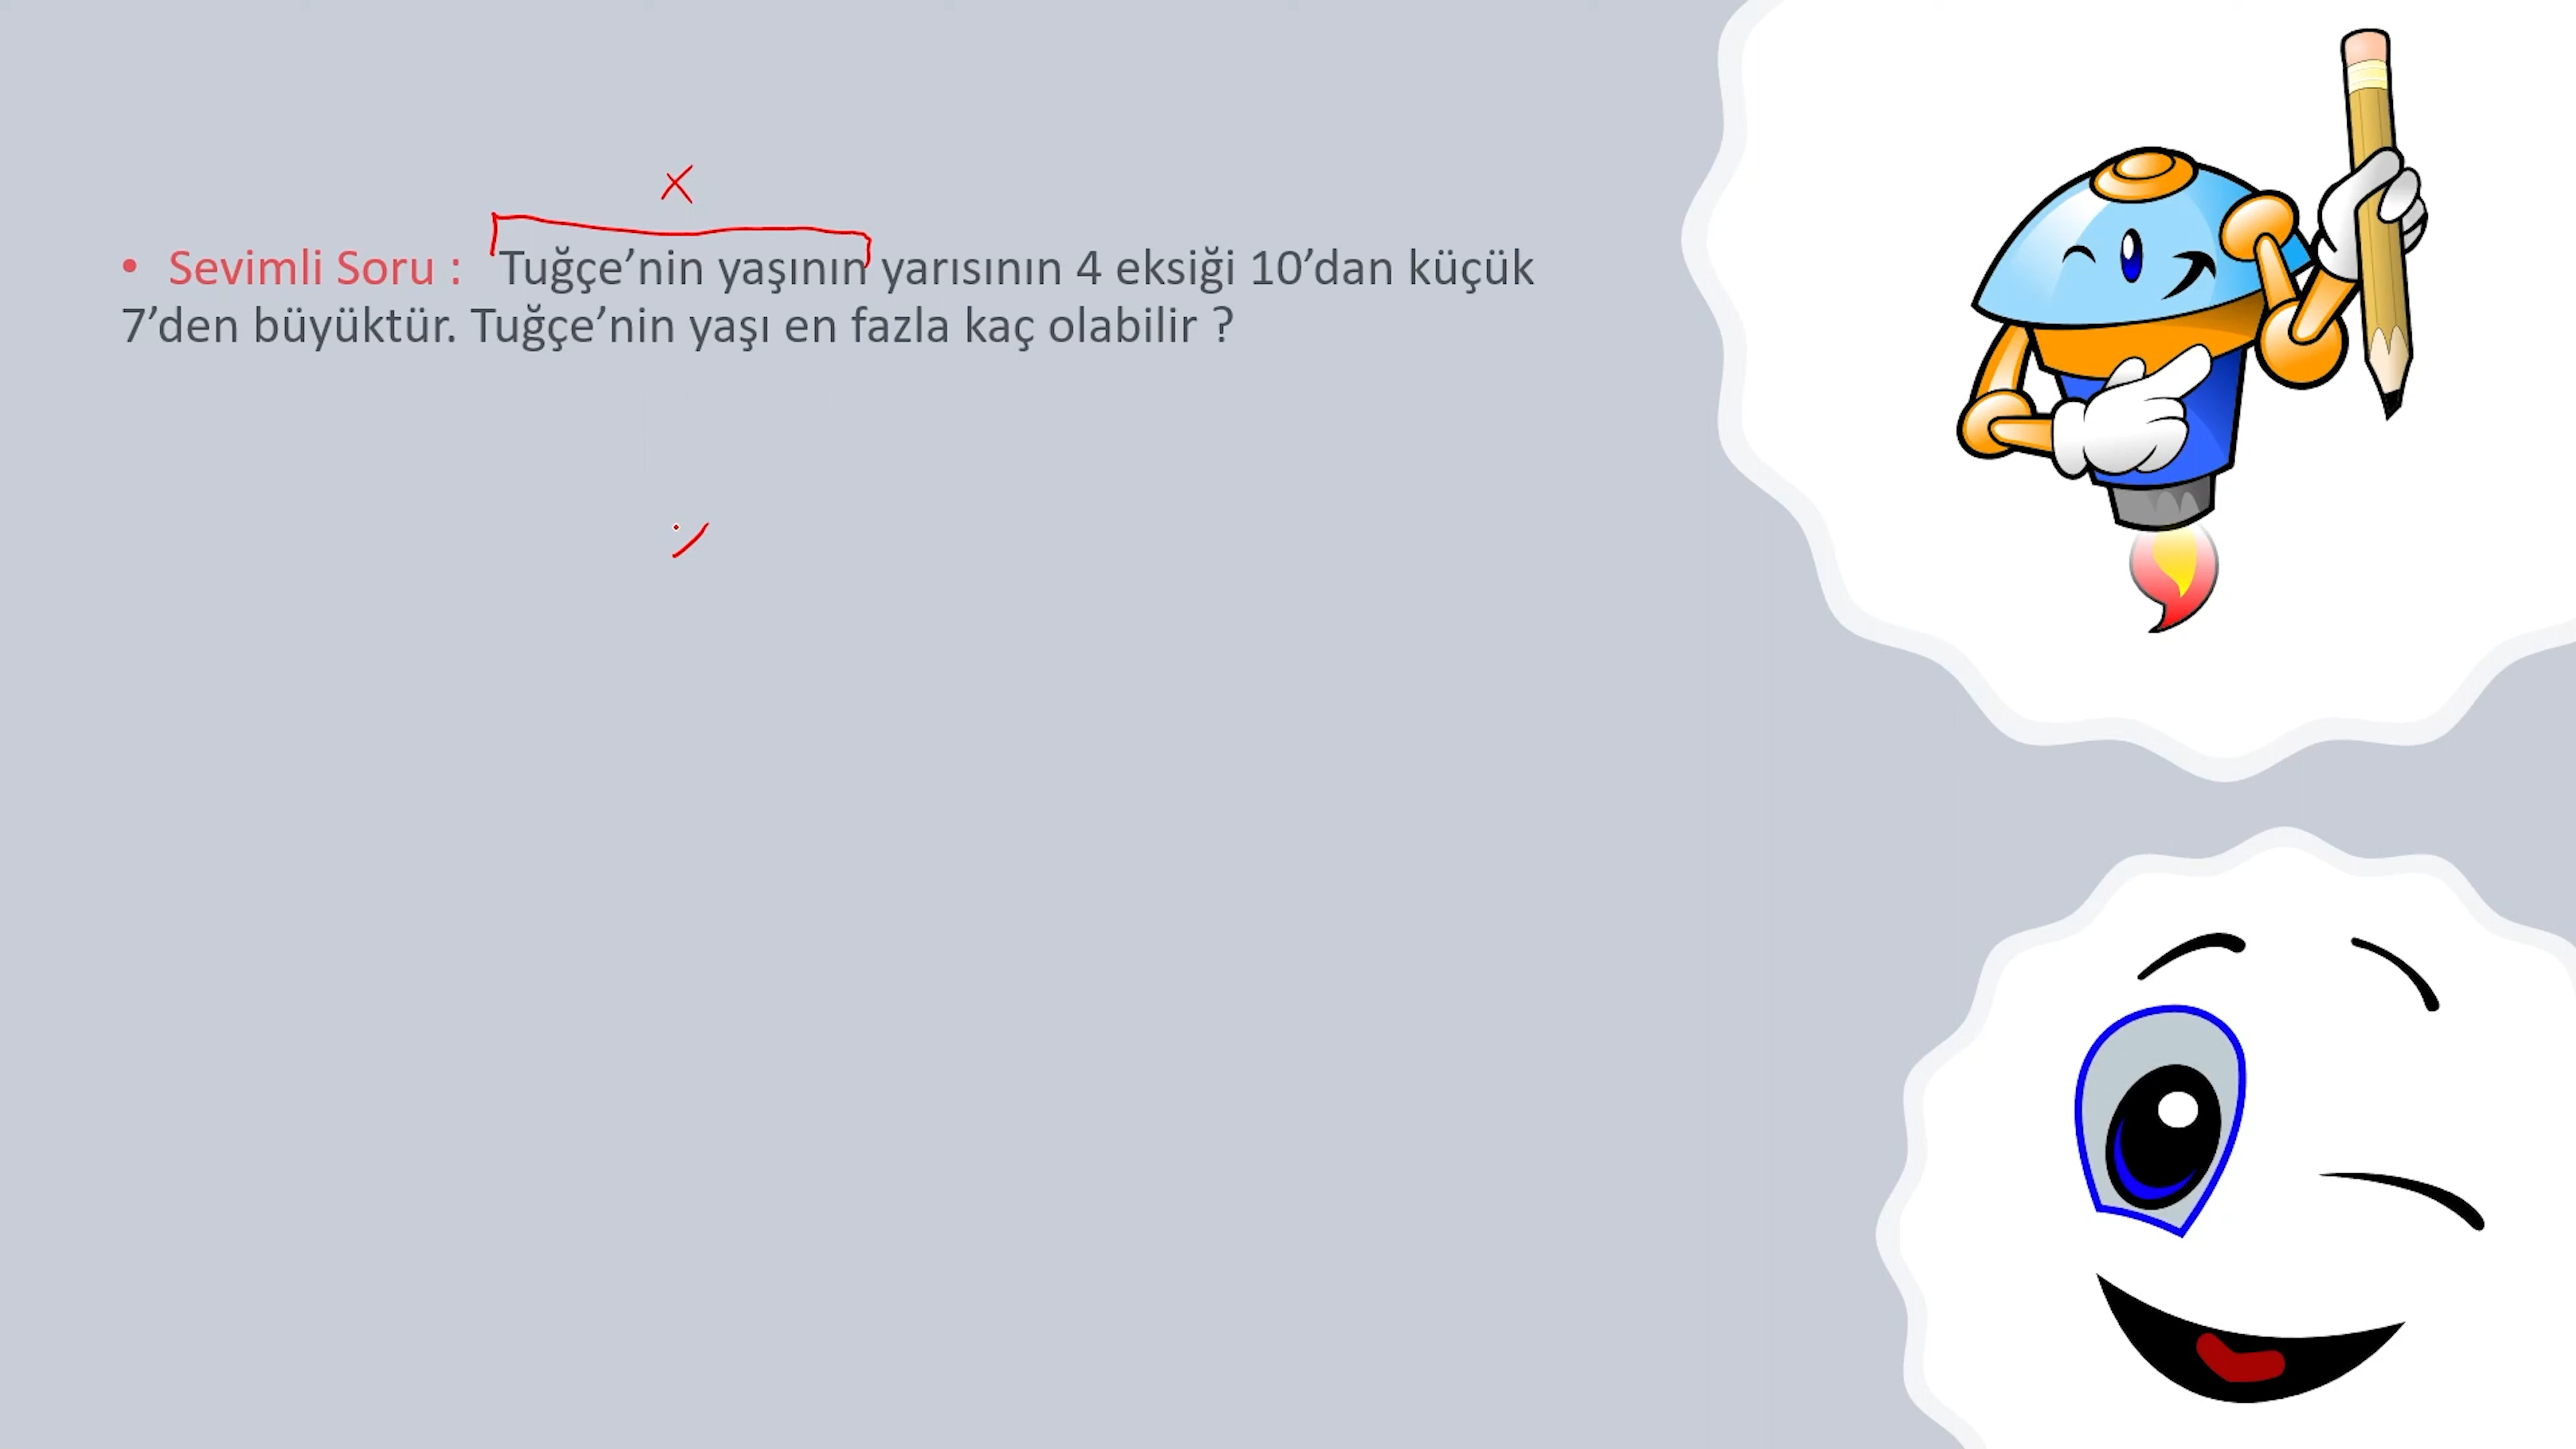 x
• Sevimli Soru : Tuğçe’nin yaşının yarısının 4 eksiği 10’dan küçük
7’den büyüktür. Tuğçe’nin yaşı en fazla kaç olabilir ?